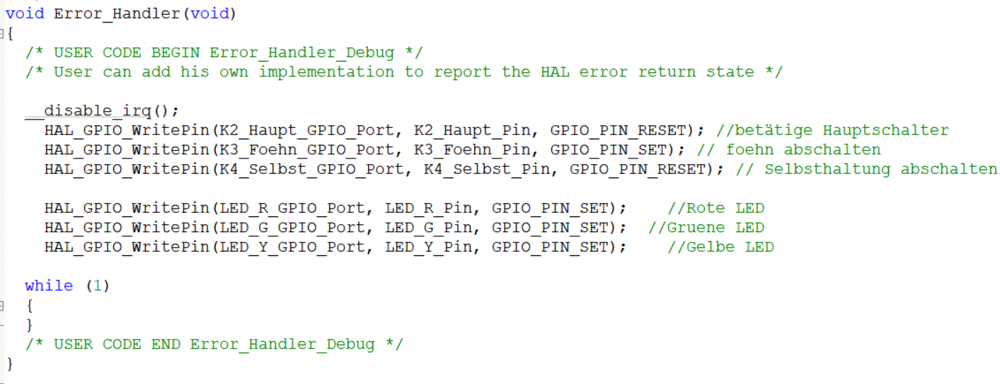 void Error_Handler(void)
{
/* USER CODE BEGIN Error_Handler_Debug */
/* User can add his own implementation to report the HAL error return state */
__disable_irq();
HAL_GPIO_WritePin(K2_Haupt_GPIO_Port, K2_Haupt_Pin, GPIO_PIN_RESET); //betätige Hauptschalter
HAL_GPIO_WritePin(K3_Foehn_GPIO_Port, K3_Foehn_Pin, GPIO_PIN_SET); // foehn abschalten
HAL_GPIO_WritePin(K4_Selbst_GPIO_Port, K4_Selbst_Pin, GPIO_PIN_RESET); // Selbsthaltung abschalten
HAL_GPIO_WritePin(LED_R_GPIO_Port, LED_R_Pin, GPIO_PIN_SET); //Rote LED
HAL_GPIO_WritePin(LED_G_GPIO_Port, LED_G_Pin, GPIO_PIN_SET); //Gruene LED
HAL_GPIO_WritePin(LED_Y_GPIO_Port, LED_Y_Pin, GPIO_PIN_SET); //Gelbe LED
while (1)
{
}
/* USER CODE END Error_Handler_Debug */
}